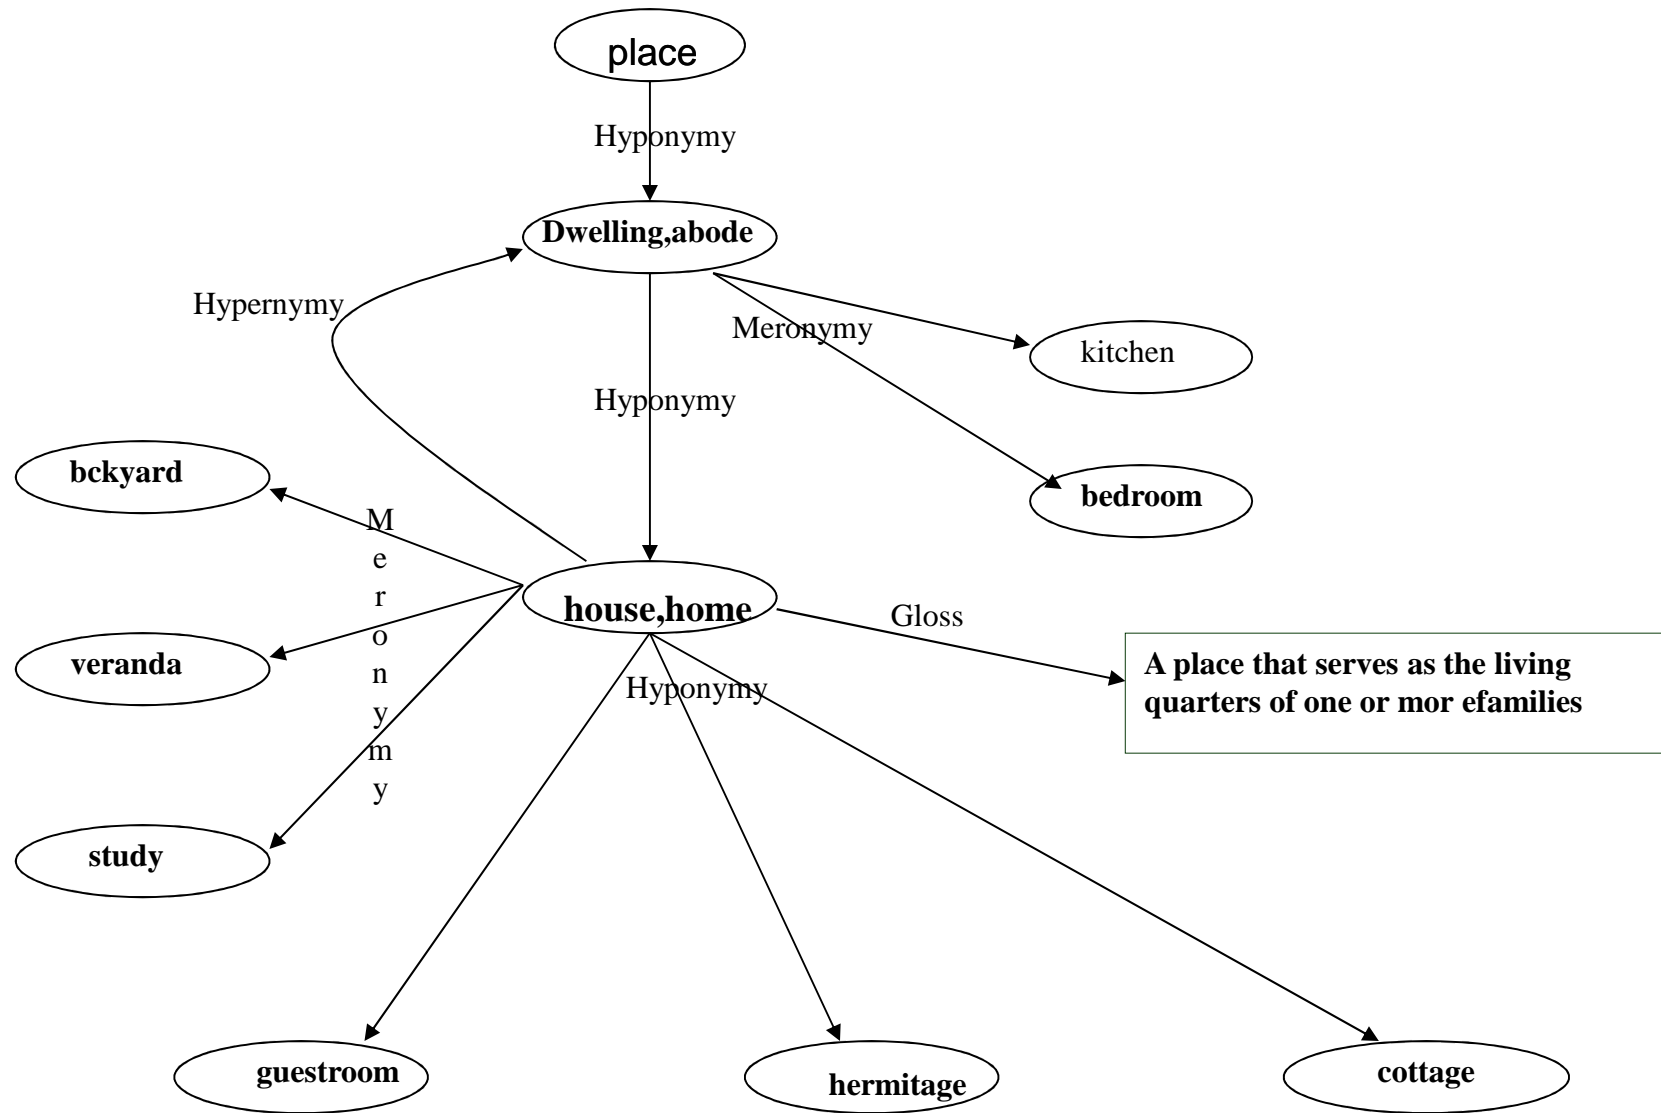 place
Hyponymy
Dwelling,abode
Hypernymy
Meronymy
kitchen
Hyponymy
bckyard
bedroom
Meronymy
house,home
Gloss
veranda
A place that serves as the living
quarters of one or mor efamilies
Hyponymy
study
guestroom
hermitage
cottage